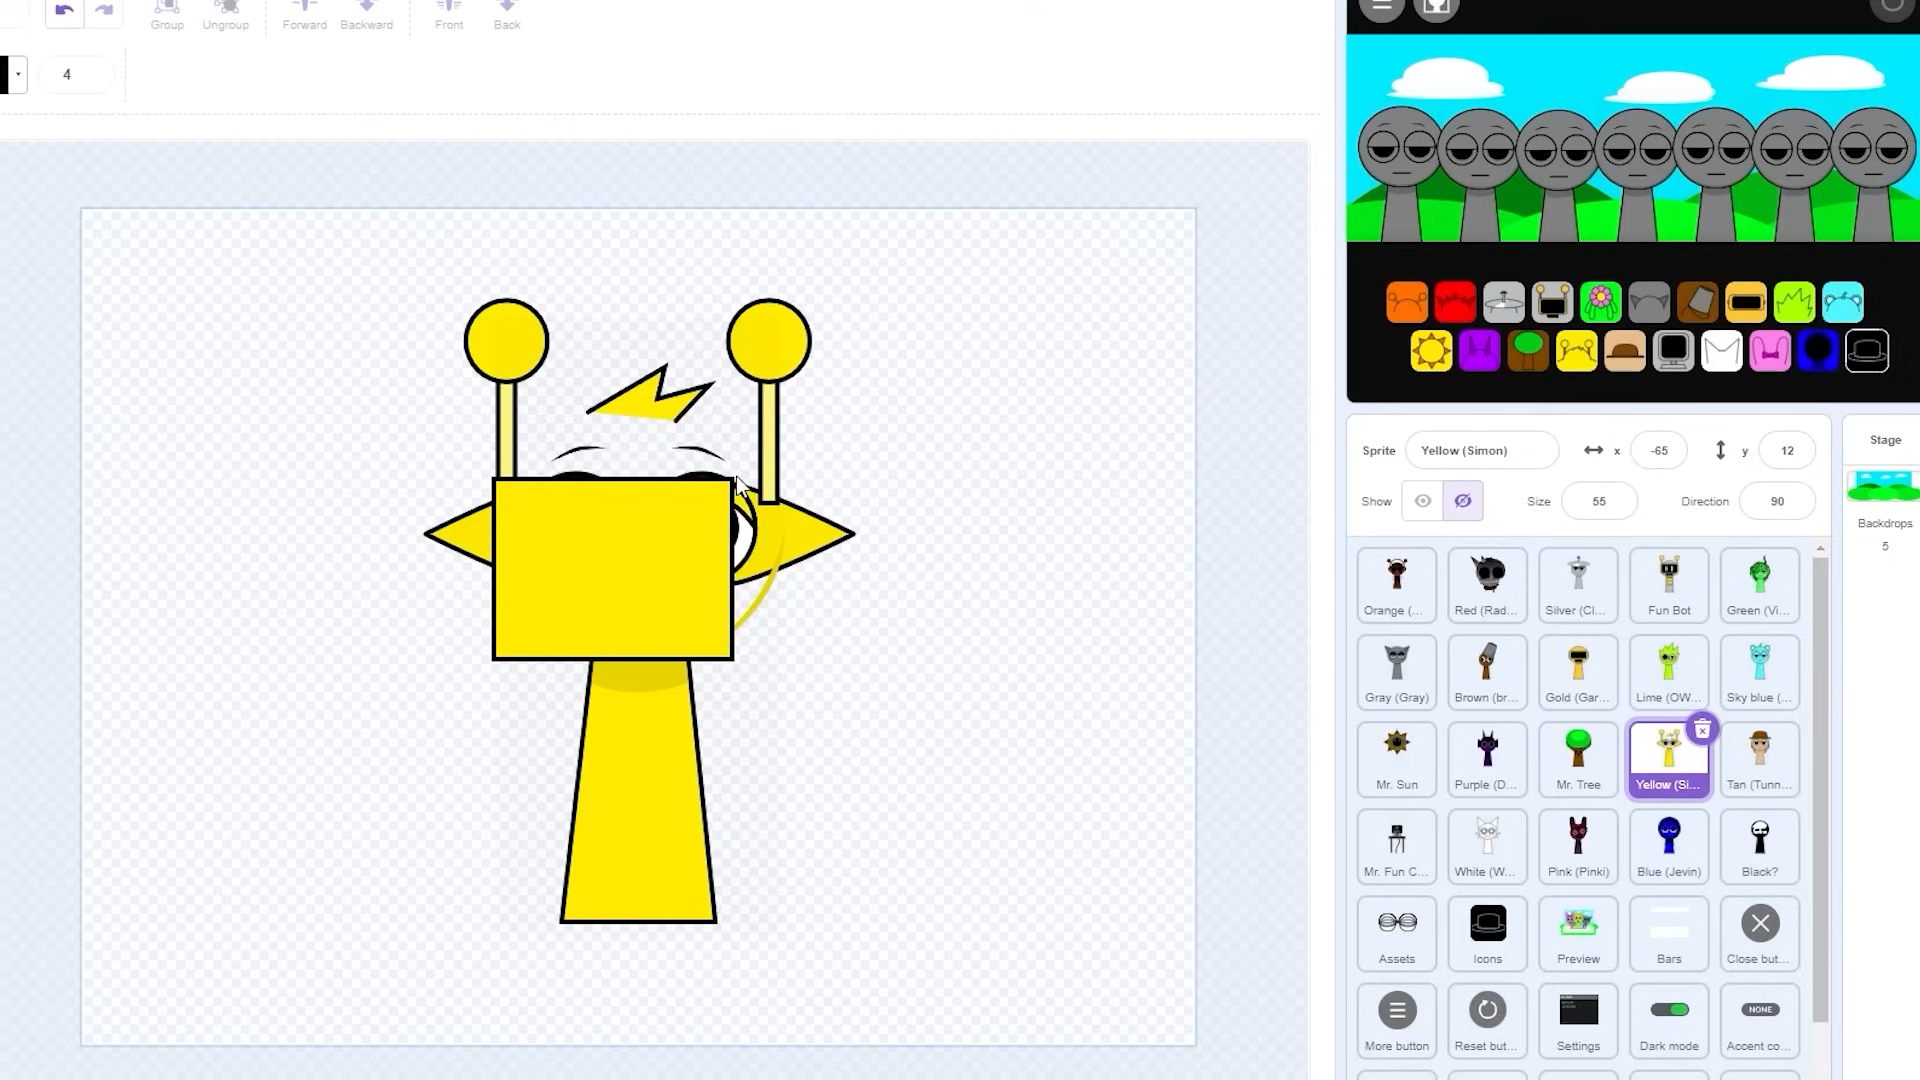 Group Ungroup Forward Backward Front Back
4
Sprite Yellow (Simon) x -65 y 12
Show Size 55 Direction 90
Stage
Backdrops
5
Orange (... Red (Rad... Silver (Cl... Fun Bot Green (Vi...
Gray (Gray) Brown (br... Gold (Gar... Lime (OW... Sky blue (...
Mr. Sun Purple (D... Mr. Tree Yellow (Si... Tan (Tunn...
Mr. Fun C... White (W... Pink (Pinki) Blue (Jevin) Black?
Assets Icons Preview Bars Close but...
NONE
More button Reset but... Settings Dark mode Accent co...